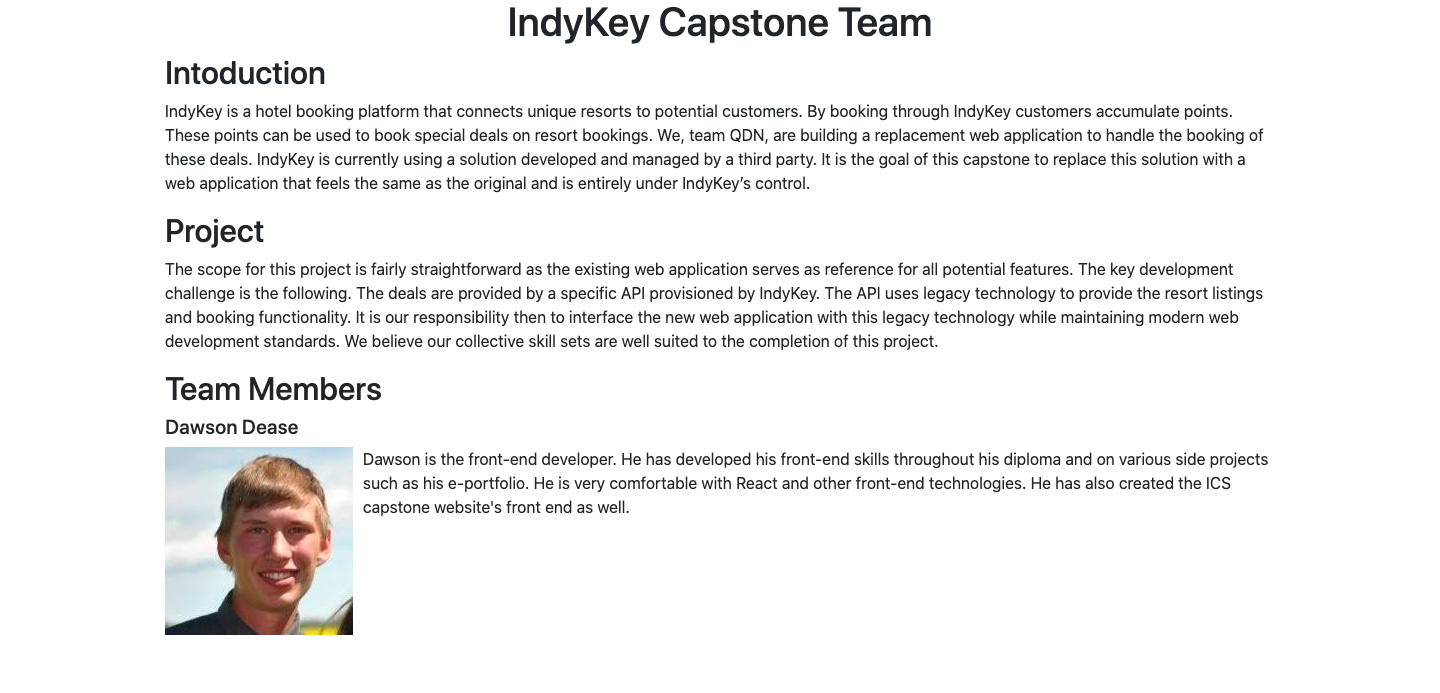 IndyKey Capstone Team
Intoduction
IndyKey is a hotel booking platform that connects unique resorts to potential customers. By booking through IndyKey customers accumulate points.
These points can be used to book special deals on resort bookings. We, team QDN, are building a replacement web application to handle the booking of
these deals. IndyKey is currently using a solution developed and managed by a third party. It is the goal of this capstone to replace this solution with a
web application that feels the same as the original and is entirely under IndyKey’s control.
Project
The scope for this project is fairly straightforward as the existing web application serves as reference for all potential features. The key development
challenge is the following. The deals are provided by a specific API provisioned by IndyKey. The API uses legacy technology to provide the resort listings
and booking functionality. It is our responsibility then to interface the new web application with this legacy technology while maintaining modern web
development standards. We believe our collective skill sets are well suited to the completion of this project.
Team Members
Dawson Dease
Dawson is the front-end developer. He has developed his front-end skills throughout his diploma and on various side projects
such as his e-portfolio. He is very comfortable with React and other front-end technologies. He has also created the ICS
capstone website's front end as well.